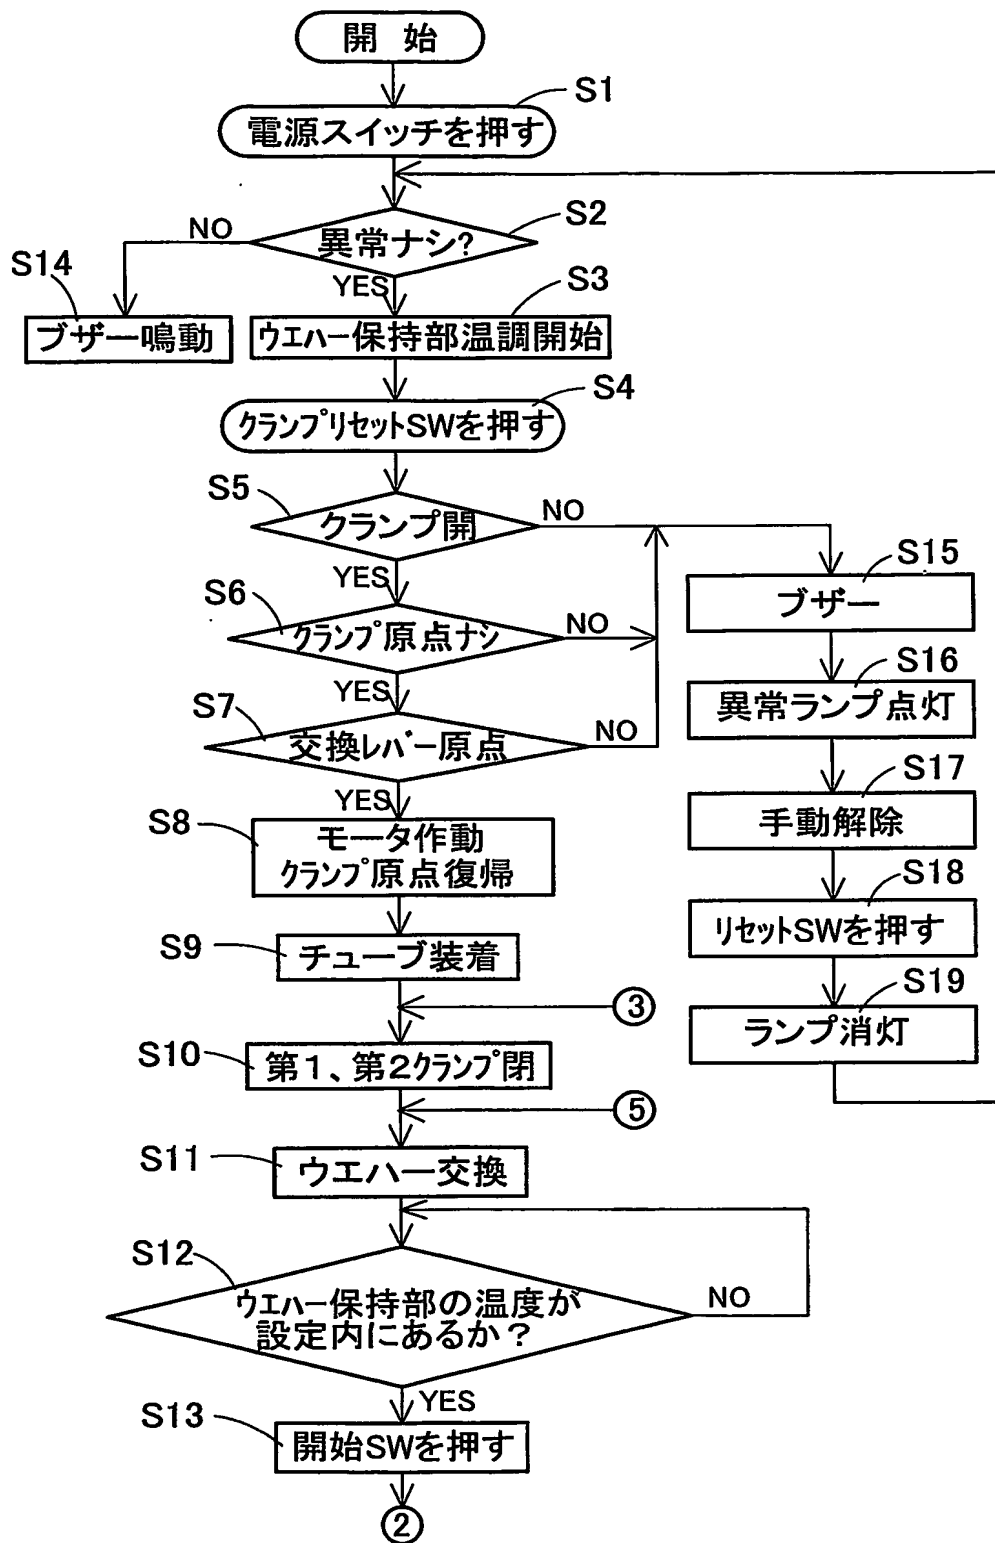 開 始
S1
電源スイッチを押す
S2
異常ナシ?
NO
YES
S14
ブザー鳴動
S3
ウエハー保持部温調開始
S4
クランプリセットSWを押す
S5
クランプ開
NO
YES
S6
クランプ原点ナシ
NO
YES
S7
交換レバー原点
NO
YES
S8
モータ作動
クランプ原点復帰
S9
チューブ装着
③
S10
第1、第2クランプ閉
⑤
S11
ウエハー交換
S12
ウエハー保持部の温度が
設定内にあるか？
NO
YES
S13
開始SWを押す
②
S15
ブザー
S16
異常ランプ点灯
S17
手動解除
S18
リセットSWを押す
S19
ランプ消灯